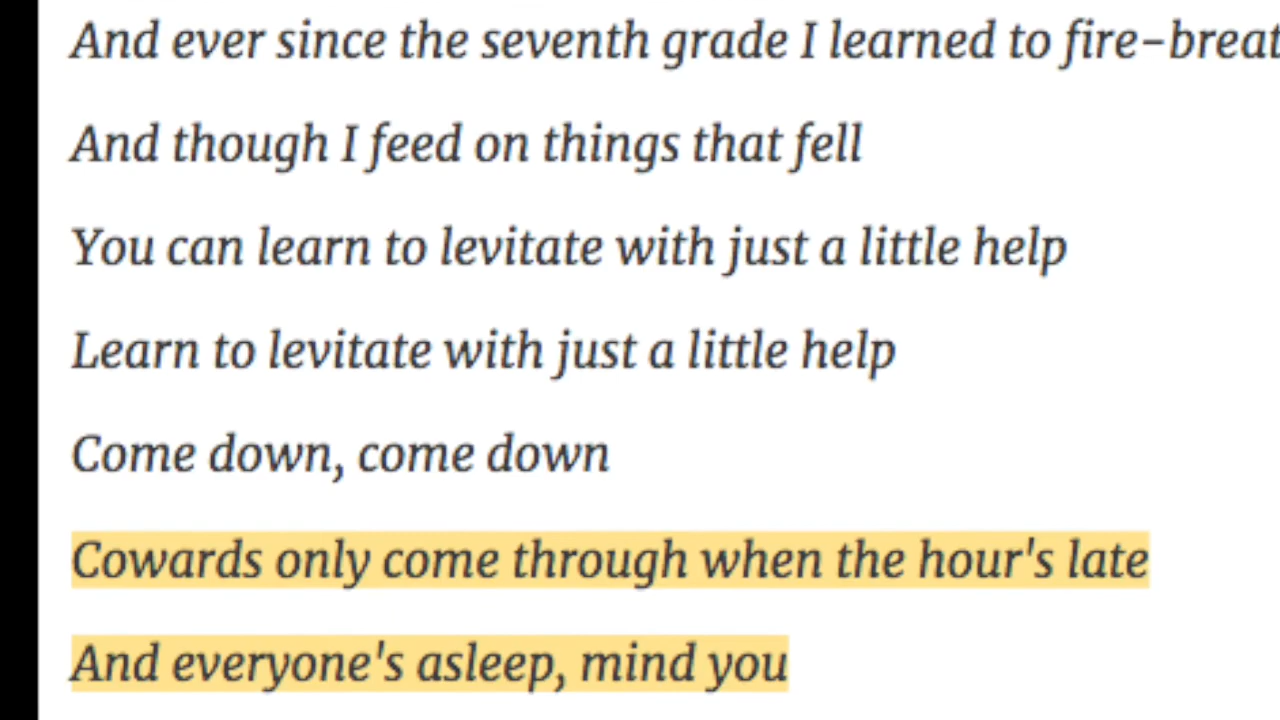 And ever since the seventh grade I learned to fire-breat
And though I feed on things that fell
You can learn to levitate with just a little help
Learn to levitate with just a little help
Come down, come down
Cowards only come through when the hour's late
And everyone's asleep, mind you